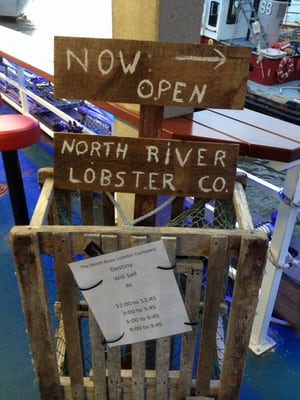 NOW →
OPEN
NORTH RIVER
LOBSTER CO.
The North River Lobster Company
Destiny
Will Sail
At
12:00 to 12:45
3:00 to 3:45
6:00 to 6:45
9:00 to 9:45